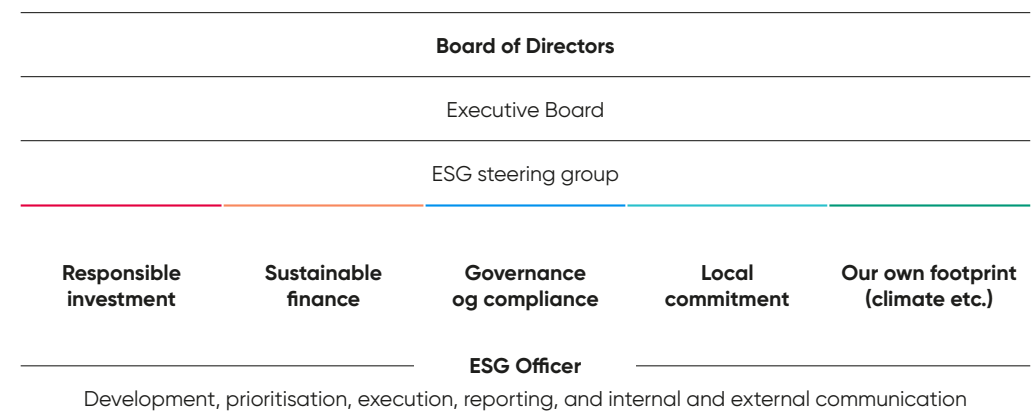 Board of Directors
Executive Board
ESG steering group
Responsible
investment
Sustainable
finance
Governance
og compliance
Local
commitment
Our own footprint
(climate etc.)
ESG Officer
Development, prioritisation, execution, reporting, and internal and external communication